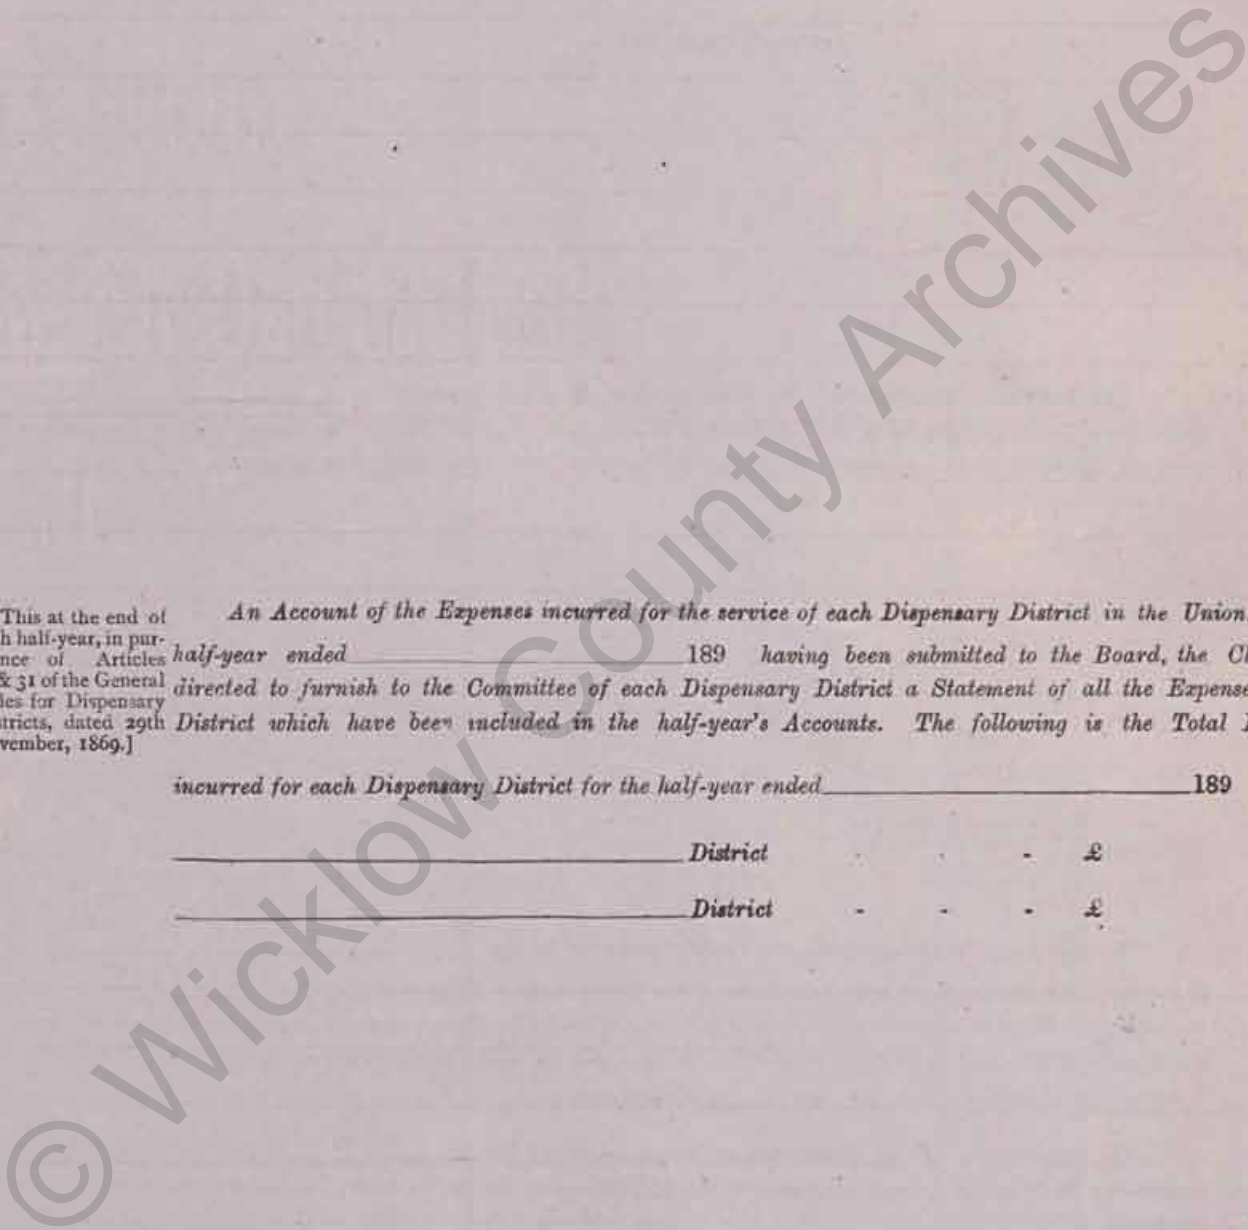 This at the end of
h half-year, in pur-
nce of Articles
& 31 of the General
les for Dispensary
tricts, dated 29th
vember, 1869.]
An Account of the Expenses incurred for the service of each Dispensary District in the Union
half-year ended 189 having been submitted to the Board, the Cl
directed to furnish to the Committee of each Dispensary District a Statement of all the Expense
District which have been included in the half-year's Accounts. The following is the Total
incurred for each Dispensary District for the half-year ended 189
District - - - £
District - - - £
© Wicklow County Archives